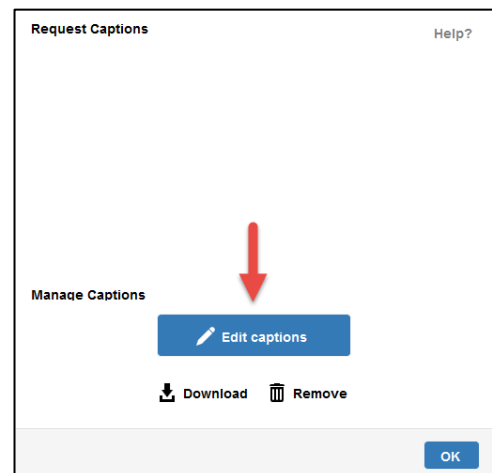 Request Captions
Help?
Manage Captions
Edit captions
Download Remove
OK